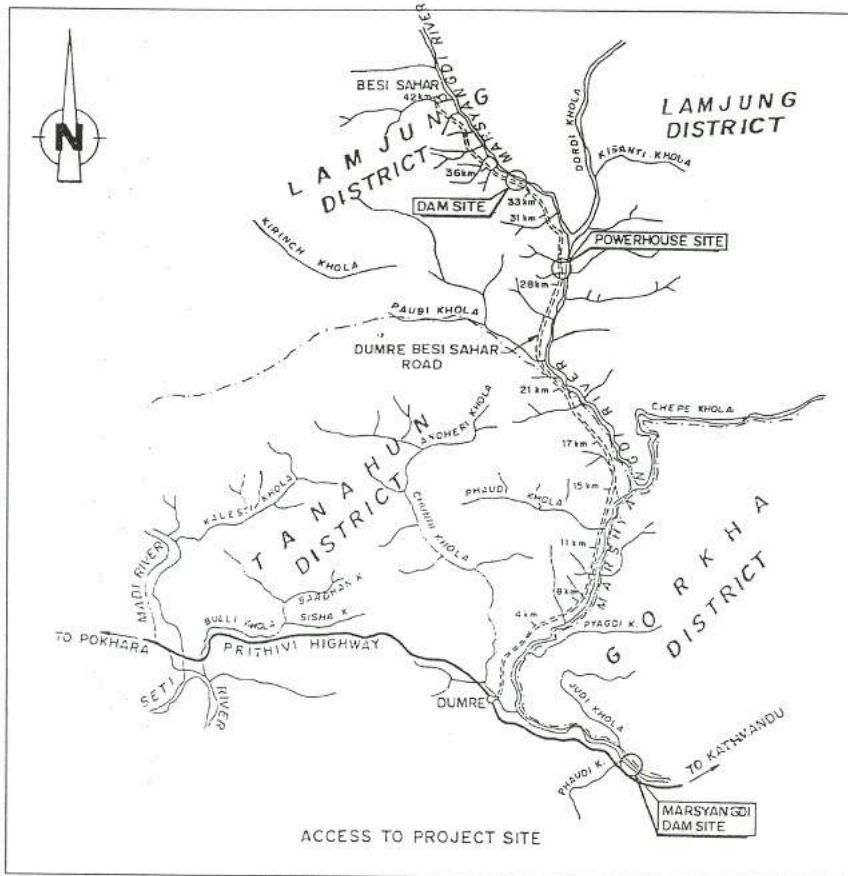 MARSYANGDI RIVER
BESI SAHAR
42km
N
LAMJUNG
DISTRICT
LAMJUNG
DISTRICT
DORDI KHOLA
KISANTI KHOLA
36km
DAM SITE
33km
31km
POWERHOUSE SITE
KIRINCH KHOLA
28km
PAUDI KHOLA
DUMRE BESI SAHAR
ROAD
21km
CHEPE KHOLA
ANDHERI KHOLA
17km
MARSHYANGDI RIVER
TANAHUN
DISTRICT
PHAUDI KHOLA
15km
KALESTI KHOLA
CHUNDI KHOLA
11km
GORKHA
DISTRICT
MADI RIVER
8km
4km
SISHA K
BULLI KHOLA
PYAGDI K.
TO POKHARA
PRITHIVI HIGHWAY
SETI
RIVER
DUMRE
JUDI KHOLA
TO KATHVANDU
PHAUDI K.
MARSYANGDI
DAM SITE
ACCESS TO PROJECT SITE